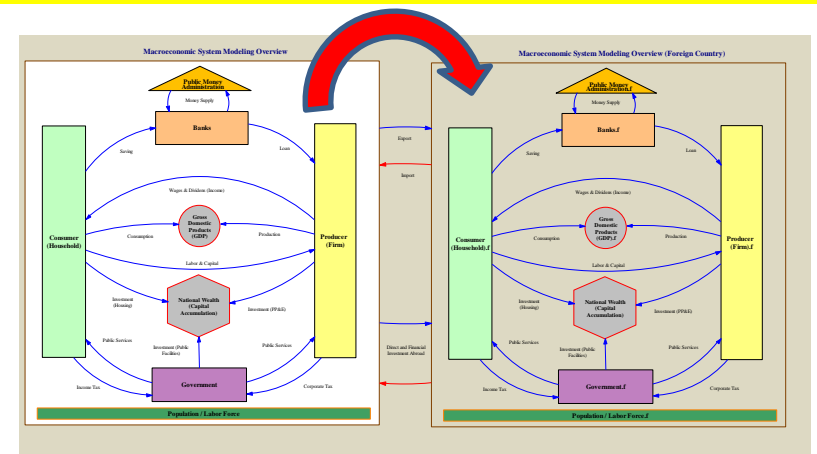 Macroeconomic System Modeling Overview
Public Money
Administration
Money Supply
Banks
Saving
Loan
Wages & Dividens (Income)
Gross
Domestic
Products
(GDP)
Consumption
Production
Consumer
(Household)
Producer
(Firm)
Labor & Capital
National Wealth
(Capital
Accumulation)
Investment
(Housing)
Investment (PP&E)
Public Services
Investment (Public
Facilities)
Public Services
Government
Income Tax
Corporate Tax
Population / Labor Force
Export
Import
Direct and Financial
Investment Abroad
Macroeconomic System Modeling Overview (Foreign Country)
Public Money
Administration.f
Money Supply
Banks.f
Saving
Loan
Wages & Dividens (Income)
Gross
Domestic
Products
(GDP).f
Consumption
Production
Consumer
(Household).f
Producer
(Firm).f
Labor & Capital
National Wealth
(Capital
Accumulation)
Investment
(Housing)
Investment (PP&E)
Public Services
Investment (Public
Facilities)
Public Services
Government.f
Income Tax
Corporate Tax
Population / Labor Force.f